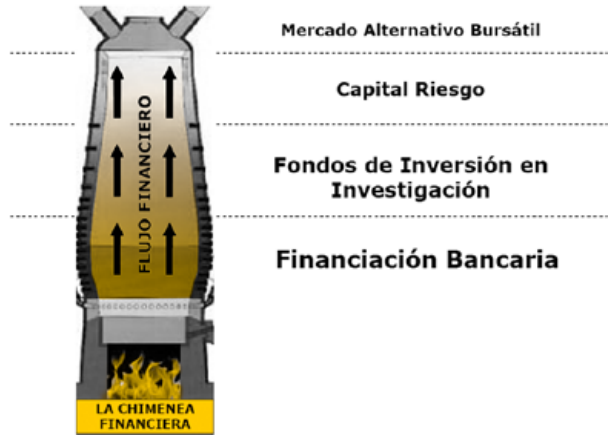 Mercado Alternativo Bursátil
Capital Riesgo
Fondos de Inversión en
Investigación
Financiación Bancaria
FLUJO FINANCIERO
LA CHIMENEA
FINANCIERA